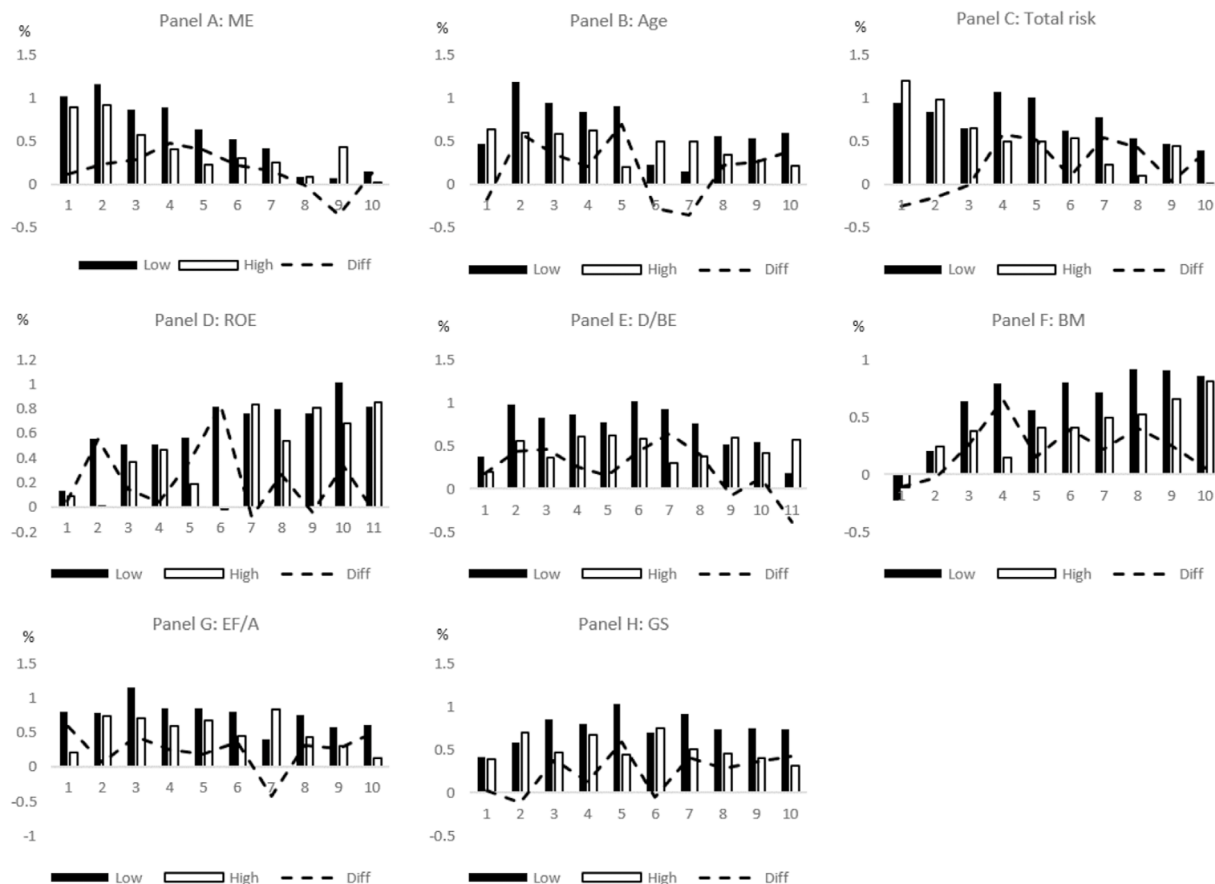 Panel A: ME
%
1.5
1
0.5
0
-0.5
1 2 3 4 5 6 7 8 9 10
Low High Diff
Panel B: Age
%
1.5
1
0.5
0
-0.5
1 2 3 4 5 6 7 8 9 10
Low High Diff
Panel C: Total risk
%
1.5
1
0.5
0
-0.5
1 2 3 4 5 6 7 8 9 10
Low High Diff
Panel D: ROE
%
1.2
1
0.8
0.6
0.4
0.2
0
-0.2
1 2 3 4 5 6 7 8 9 10 11
Low High Diff
Panel E: D/BE
%
1.5
1
0.5
0
-0.5
1 2 3 4 5 6 7 8 9 10 11
Low High Diff
Panel F: BM
%
1
0.5
0
-0.5
1 2 3 4 5 6 7 8 9 10
Low High Diff
Panel G: EF/A
%
1.5
1
0.5
0
-0.5
-1
1 2 3 4 5 6 7 8 9 10
Low High Diff
Panel H: GS
%
1.5
1
0.5
0
-0.5
1 2 3 4 5 6 7 8 9 10
Low High Diff